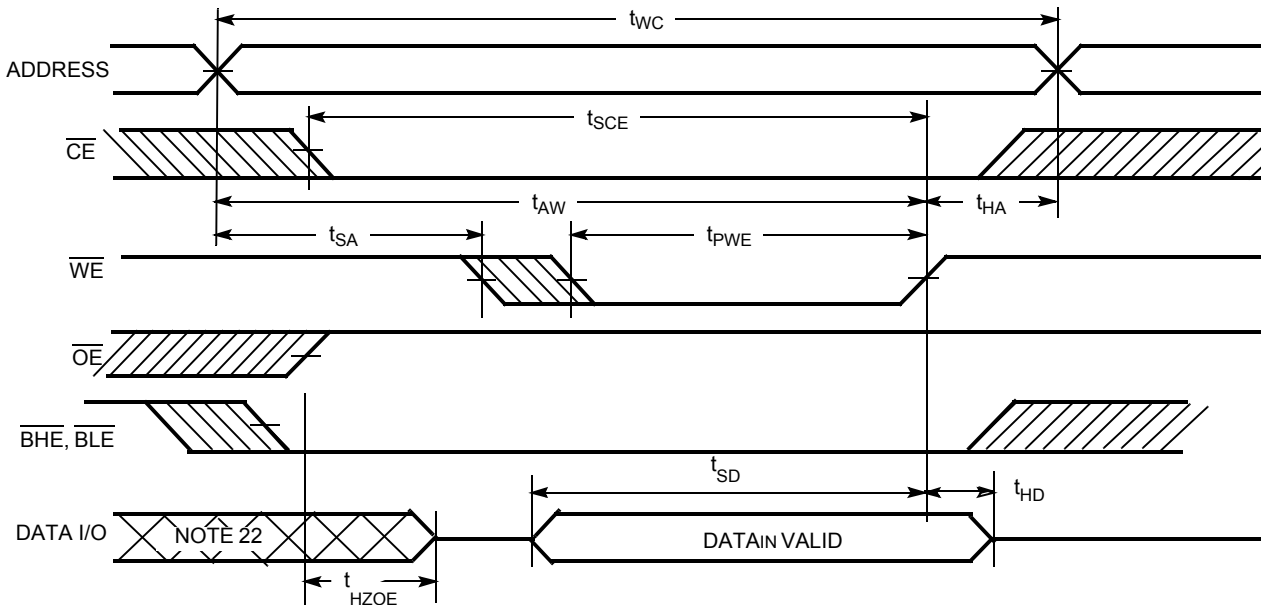 tWC
ADDRESS
tSCE
CE
tAW
tHA
tSA
tPWE
WE
OE
BHE, BLE
tSD
tHD
DATA I/O
NOTE 22
DATAIN VALID
tHZOE